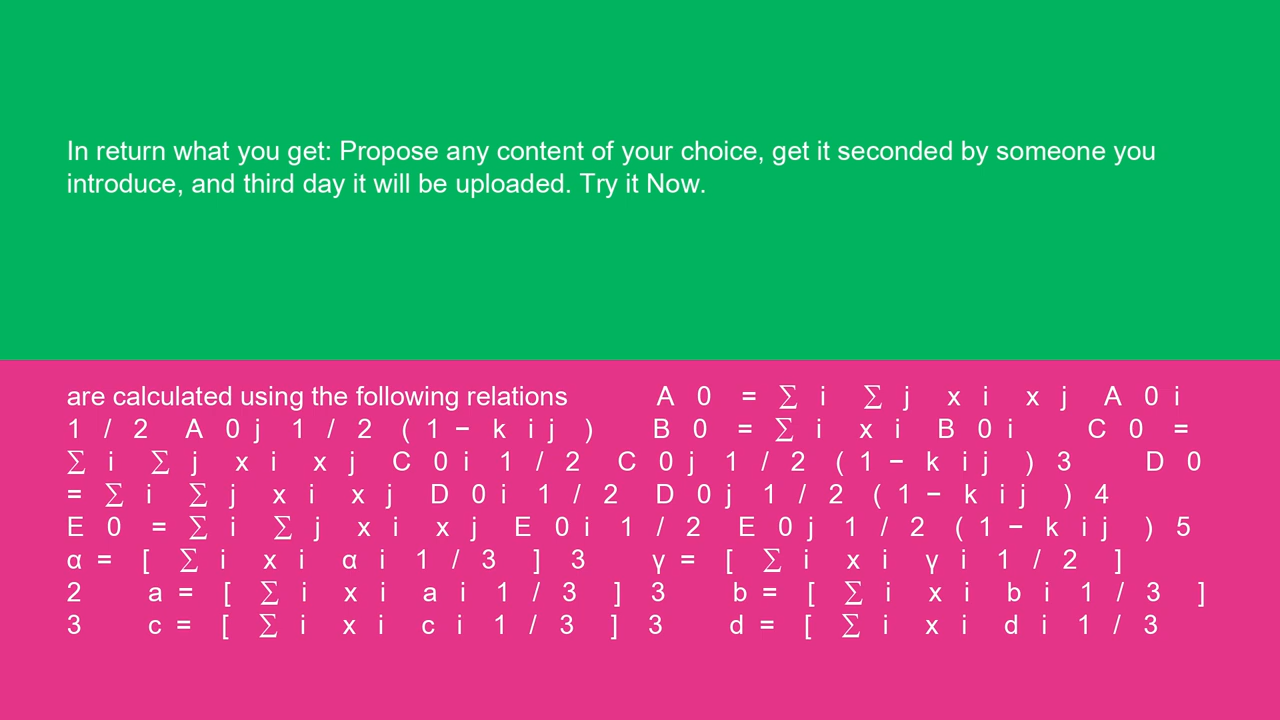 In return what you get: Propose any content of your choice, get it seconded by someone you
introduce, and third day it will be uploaded. Try it Now.
are calculated using the following relations A 0 = ∑ i ∑ j x i x j A 0 i
1 / 2 A 0 j 1 / 2 ( 1 − k i j ) B 0 = ∑ i x i B 0 i C 0 =
∑ i ∑ j x i x j C 0 i 1 / 2 C 0 j 1 / 2 ( 1 − k i j ) 3 D 0
= ∑ i ∑ j x i x j D 0 i 1 / 2 D 0 j 1 / 2 ( 1 − k i j ) 4
E 0 = ∑ i ∑ j x i x j E 0 i 1 / 2 E 0 j 1 / 2 ( 1 − k i j ) 5
α = [ ∑ i x i α i 1 / 3 ] 3 γ = [ ∑ i x i γ i 1 / 2 ]
2 a = [ ∑ i x i a i 1 / 3 ] 3 b = [ ∑ i x i b i 1 / 3 ]
3 c = [ ∑ i x i c i 1 / 3 ] 3 d = [ ∑ i x i d i 1 / 3